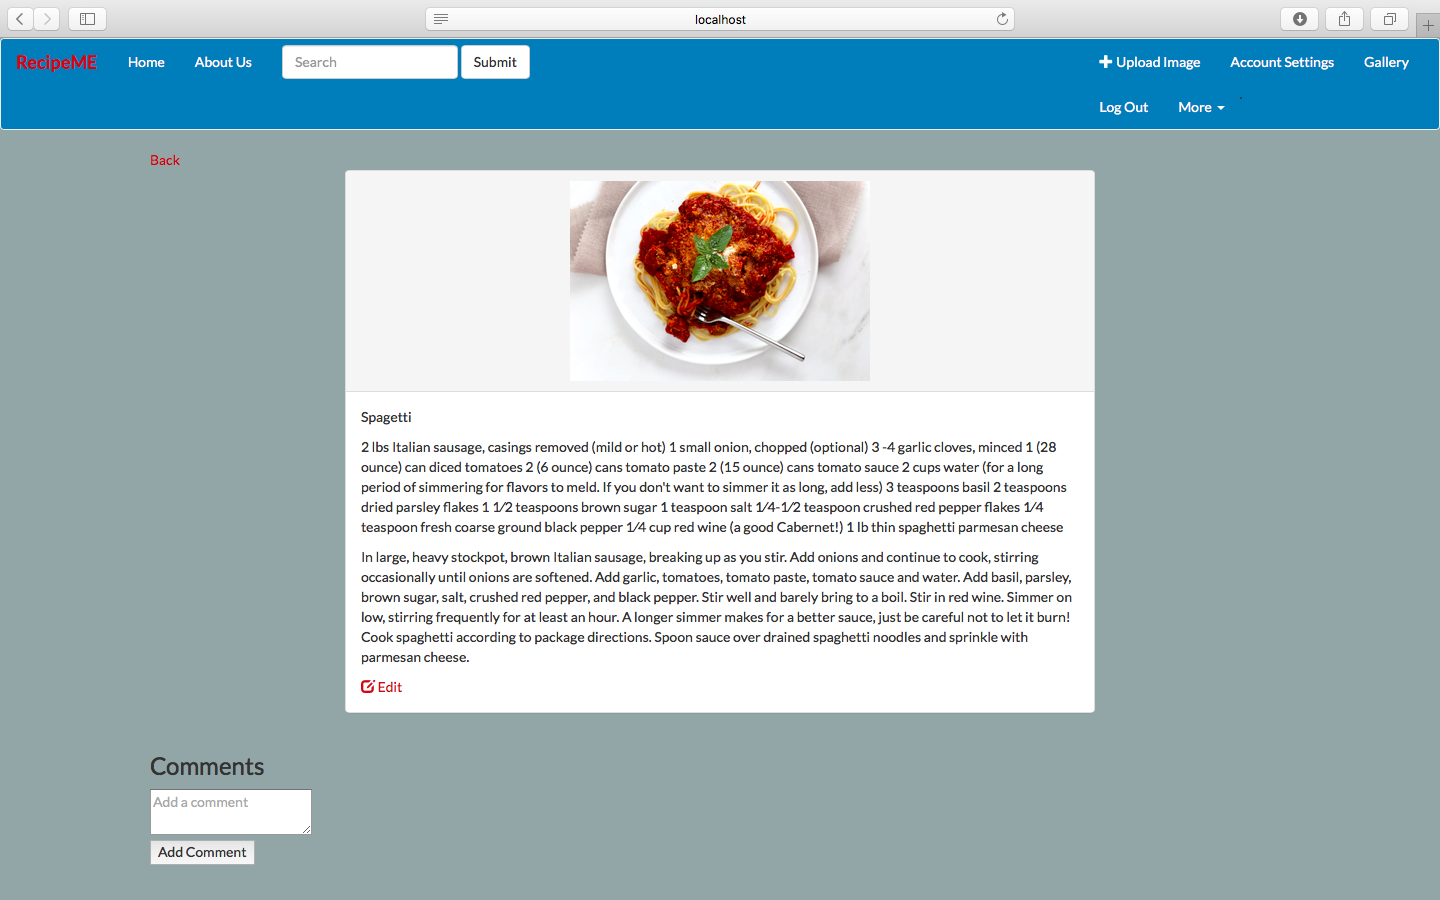 localhost
RecipeME Home About Us Search Submit Upload Image Account Settings Gallery
Log Out More
Back
Spagetti
2 lbs Italian sausage, casings removed (mild or hot) 1 small onion, chopped (optional) 3 -4 garlic cloves, minced 1 (28
ounce) can diced tomatoes 2 (6 ounce) cans tomato paste 2 (15 ounce) cans tomato sauce 2 cups water (for a long
period of simmering for flavors to meld. If you don't want to simmer it as long, add less) 3 teaspoons basil 2 teaspoons
dried parsley flakes 1 1⁄2 teaspoons brown sugar 1 teaspoon salt 1⁄4-1⁄2 teaspoon crushed red pepper flakes 1⁄4
teaspoon fresh coarse ground black pepper 1⁄4 cup red wine (a good Cabernet!) 1 lb thin spaghetti parmesan cheese
In large, heavy stockpot, brown Italian sausage, breaking up as you stir. Add onions and continue to cook, stirring
occasionally until onions are softened. Add garlic, tomatoes, tomato paste, tomato sauce and water. Add basil, parsley,
brown sugar, salt, crushed red pepper, and black pepper. Stir well and barely bring to a boil. Stir in red wine. Simmer on
low, stirring frequently for at least an hour. A longer simmer makes for a better sauce, just be careful not to let it burn!
Cook spaghetti according to package directions. Spoon sauce over drained spaghetti noodles and sprinkle with
parmesan cheese.
Edit
Comments
Add a comment
Add Comment